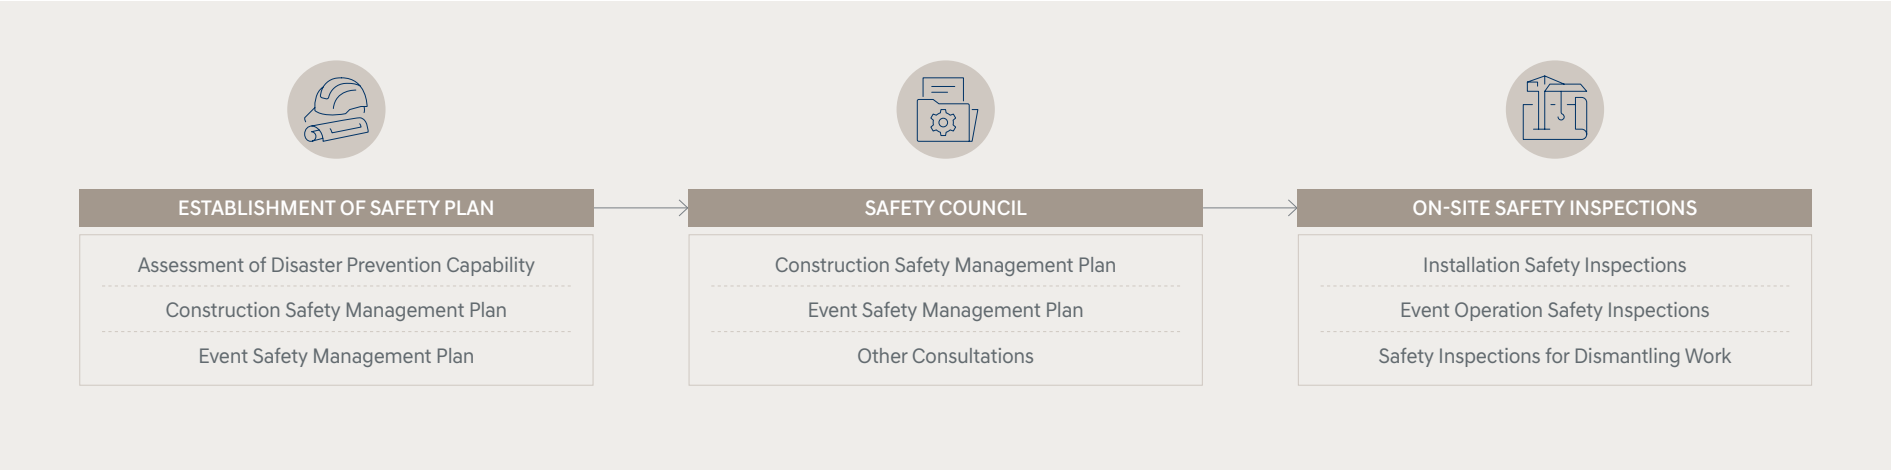 ESTABLISHMENT OF SAFETY PLAN
Assessment of Disaster Prevention Capability
Construction Safety Management Plan
Event Safety Management Plan
SAFETY COUNCIL
Construction Safety Management Plan
Event Safety Management Plan
Other Consultations
ON-SITE SAFETY INSPECTIONS
Installation Safety Inspections
Event Operation Safety Inspections
Safety Inspections for Dismantling Work